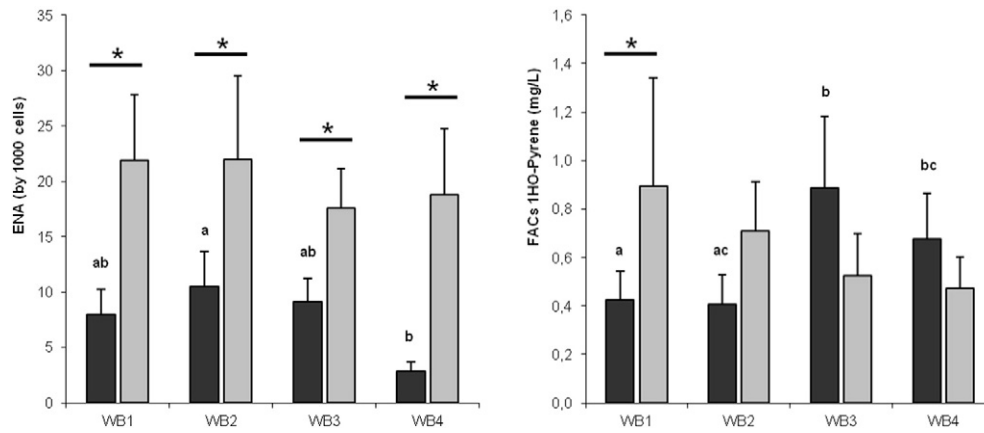 ENA (by 1000 cells)
35
30
25
20
15
10
5
0
*
*
*
*
ab
a
ab
b
WB1 WB2 WB3 WB4
FACs 1HO-Pyrene (mg/L)
1,6
1,4
1,2
1,0
0,8
0,6
0,4
0,2
0,0
*
a
ac
b
bc
WB1 WB2 WB3 WB4